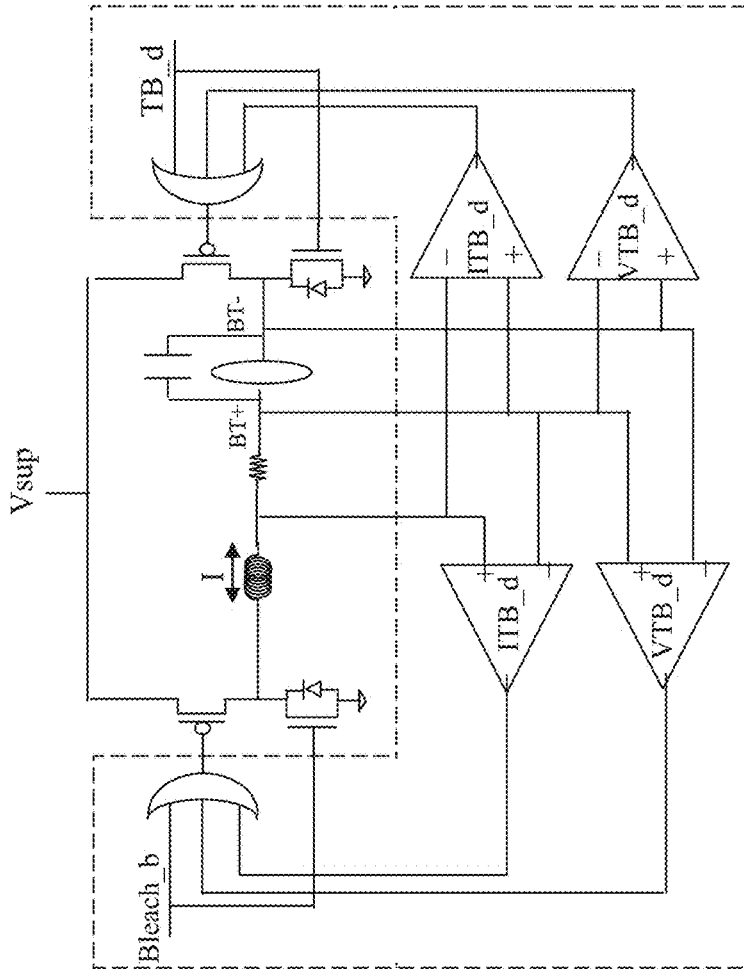 Vsup
Bleach_b
TB_d
I
BT+
BT-
+
ITB_d
-
−
ITB_d
+
+
VTB_d
-
−
VTB_d
+